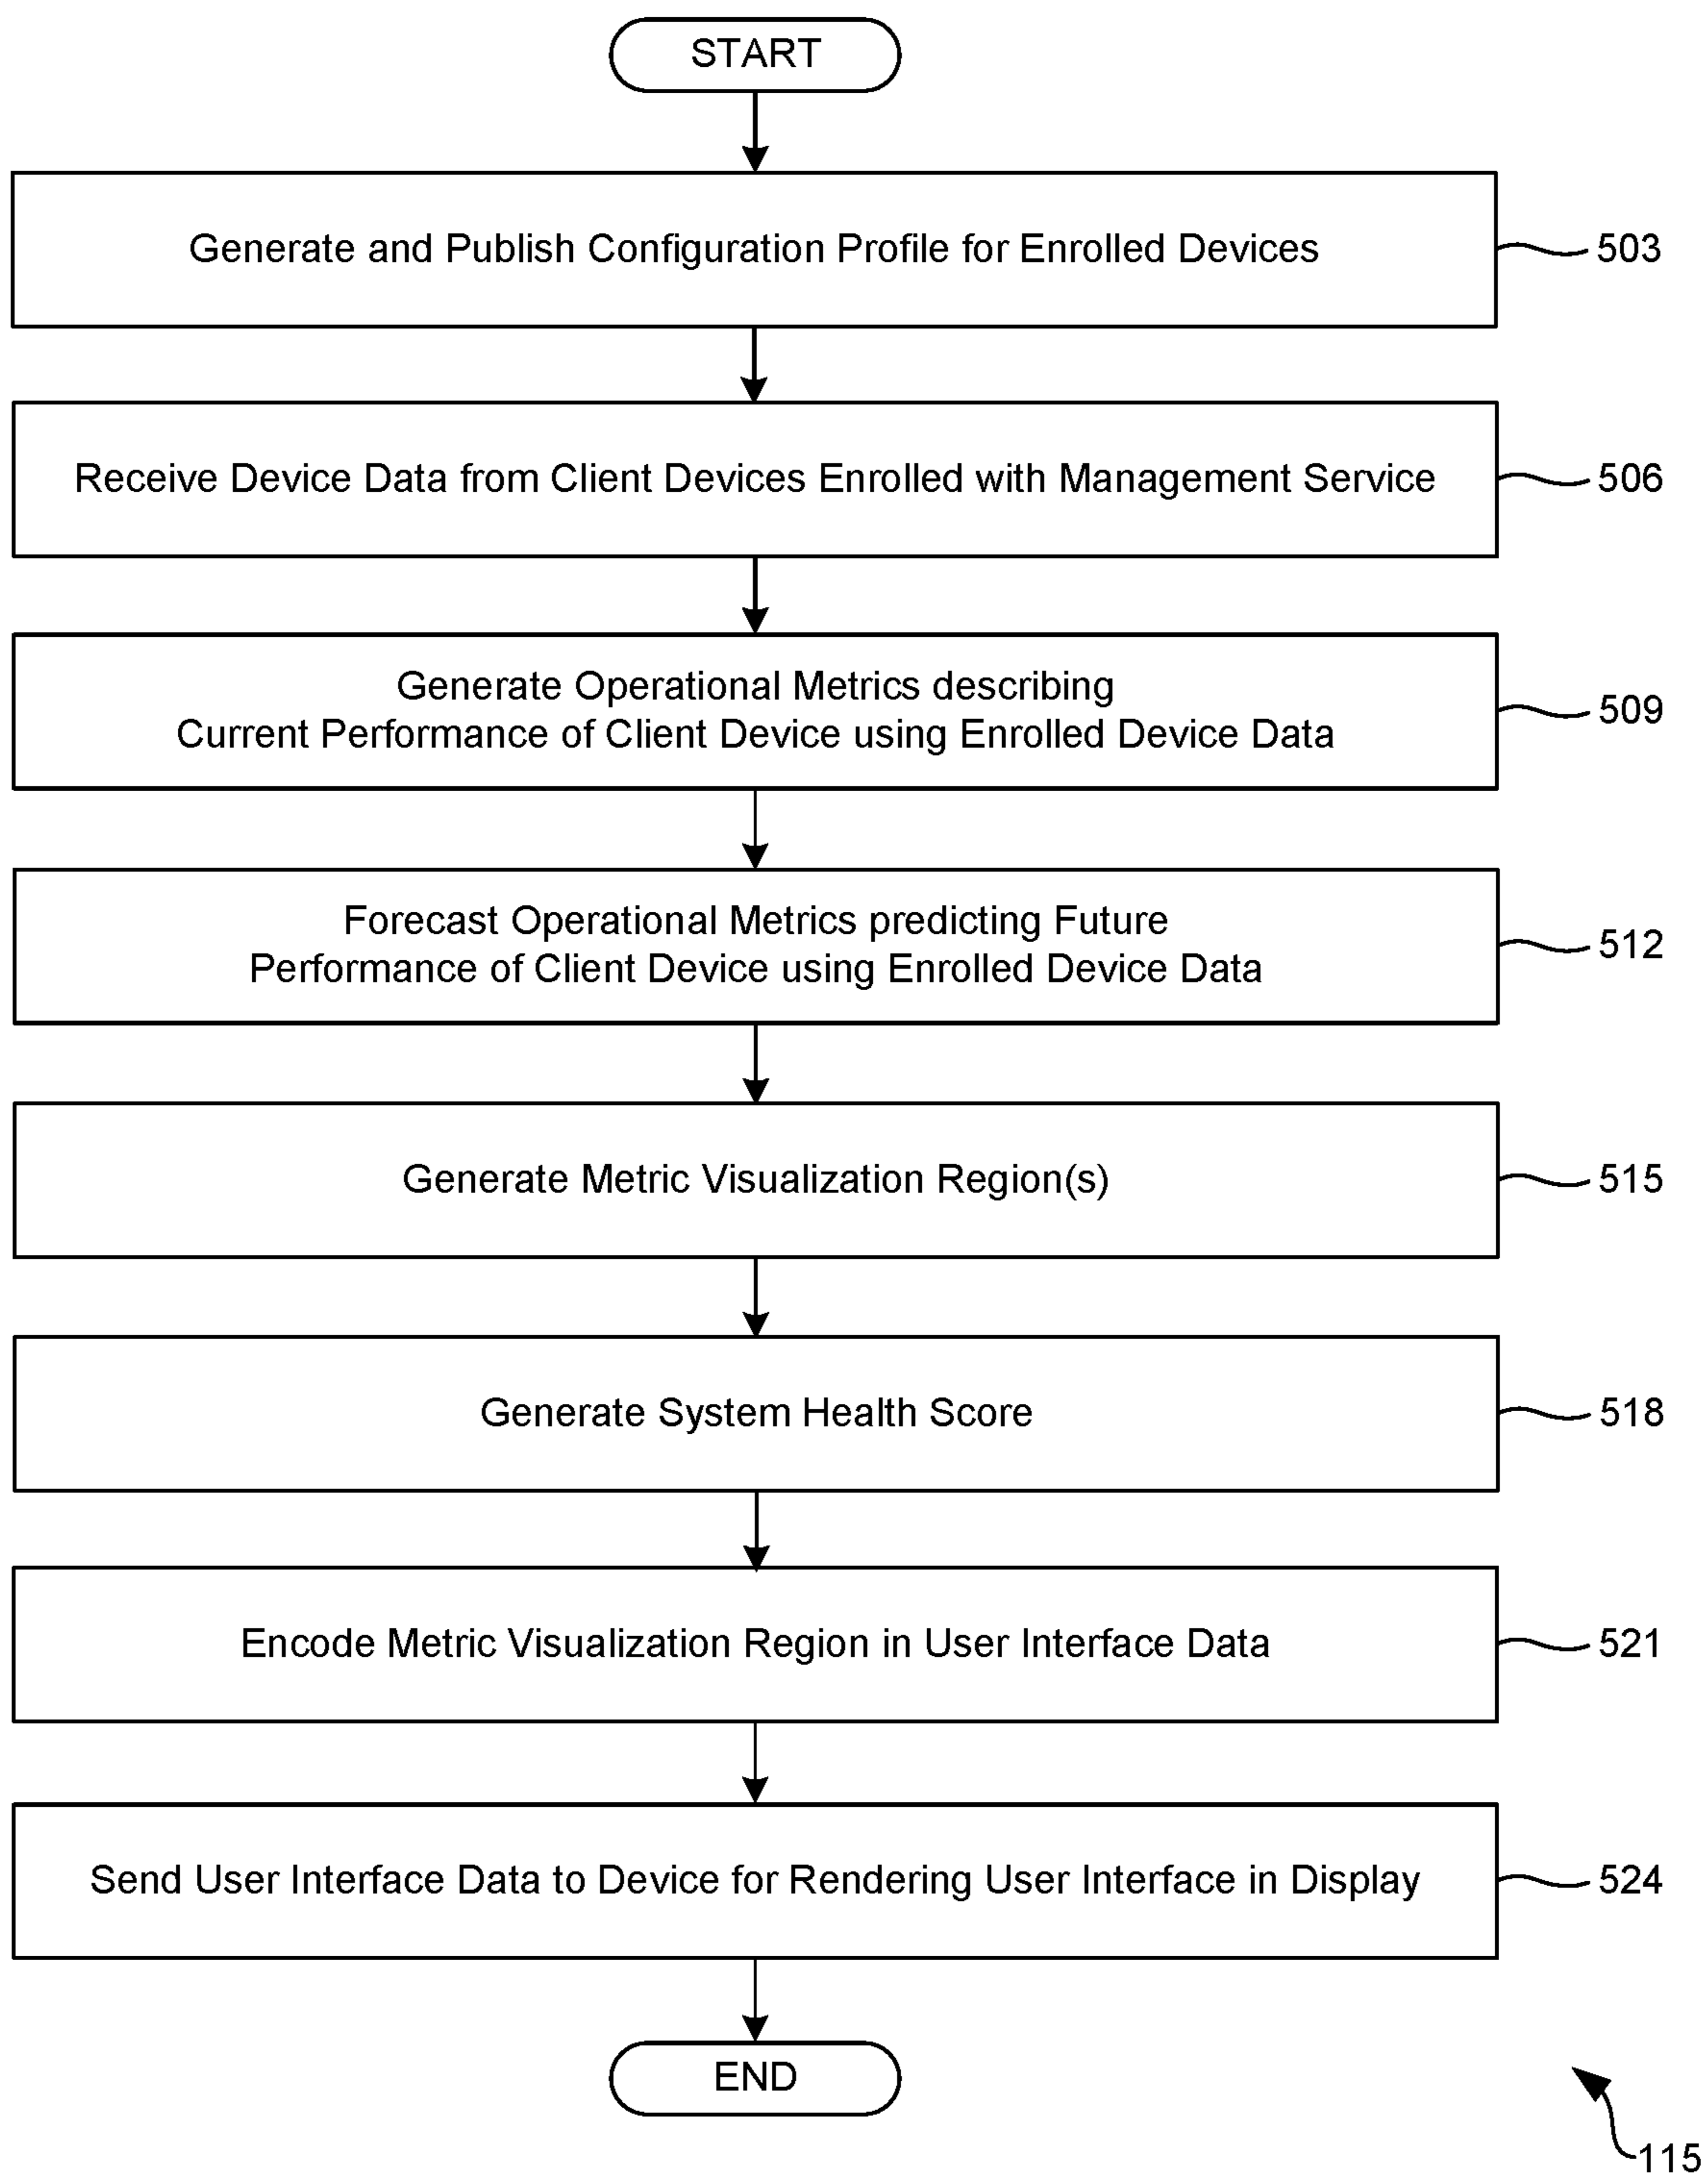 START
Generate and Publish Configuration Profile for Enrolled Devices
503
Receive Device Data from Client Devices Enrolled with Management Service
506
Generate Operational Metrics describing
Current Performance of Client Device using Enrolled Device Data
509
Forecast Operational Metrics predicting Future
Performance of Client Device using Enrolled Device Data
512
Generate Metric Visualization Region(s)
515
Generate System Health Score
518
Encode Metric Visualization Region in User Interface Data
521
Send User Interface Data to Device for Rendering User Interface in Display
524
END
115